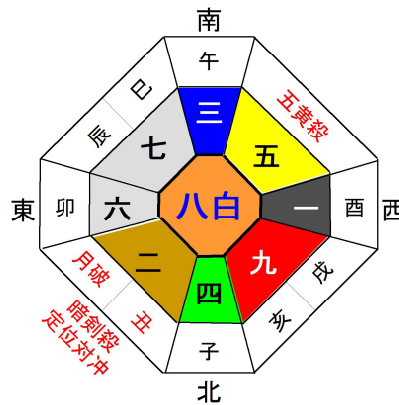 南
午
三
巳
辰
七
五
五黄殺
東
卯
六
八白
一
酉
西
月破
二
九
戌
暗剣殺
定位対冲
丑
四
亥
子
北